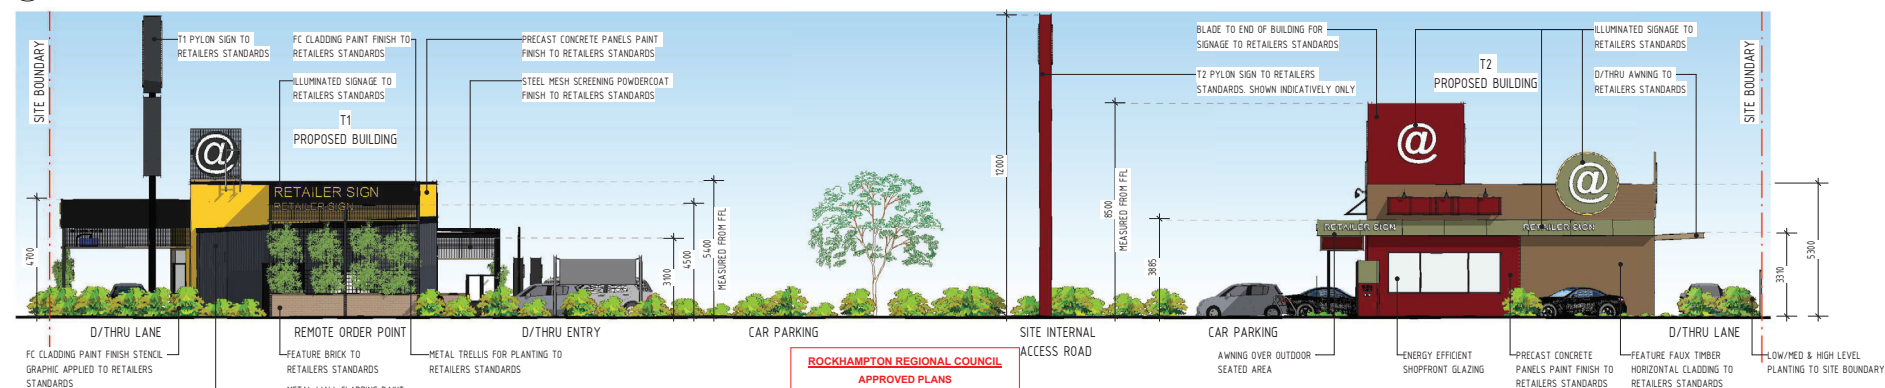 SITE BOUNDARY
T1 PYLON SIGN TO
RETAILERS STANDARDS
FC CLADDING PAINT FINISH TO
RETAILERS STANDARDS
PRECAST CONCRETE PANELS PAINT
FINISH TO RETAILERS STANDARDS
ILLUMINATED SIGNAGE TO
RETAILERS STANDARDS
STEEL MESH SCREENING POWDERCOAT
FINISH TO RETAILERS STANDARDS
T1
PROPOSED BUILDING
@
RETAILER SIGN
RETAILER SIGN
4700
3100
4500
5400
MEASURED FROM FFL
12000
T2 PYLON SIGN TO RETAILERS
STANDARDS. SHOWN INDICATIVELY ONLY
BLADE TO END OF BUILDING FOR
SIGNAGE TO RETAILERS STANDARDS
T2
PROPOSED BUILDING
ILLUMINATED SIGNAGE TO
RETAILERS STANDARDS
D/THRU AWNING TO
RETAILERS STANDARDS
SITE BOUNDARY
8500
MEASURED FROM FFL
3885
@
@
RETAILER SIGN
RETAILER SIGN
3310
5300
D/THRU LANE
REMOTE ORDER POINT
D/THRU ENTRY
CAR PARKING
SITE INTERNAL
ACCESS ROAD
CAR PARKING
D/THRU LANE
FC CLADDING PAINT FINISH STENCIL
GRAPHIC APPLIED TO RETAILERS
STANDARDS
FEATURE BRICK TO
RETAILERS STANDARDS
METAL TRELLIS FOR PLANTING TO
RETAILERS STANDARDS
ROCKHAMPTON REGIONAL COUNCIL
APPROVED PLANS
AWNING OVER OUTDOOR
SEATED AREA
ENERGY EFFICIENT
SHOPFRONT GLAZING
PRECAST CONCRETE
PANELS PAINT FINISH TO
RETAILERS STANDARDS
FEATURE FAUX TIMBER
HORIZONTAL CLADDING TO
RETAILERS STANDARDS
LOW/MED & HIGH LEVEL
PLANTING TO SITE BOUNDARY